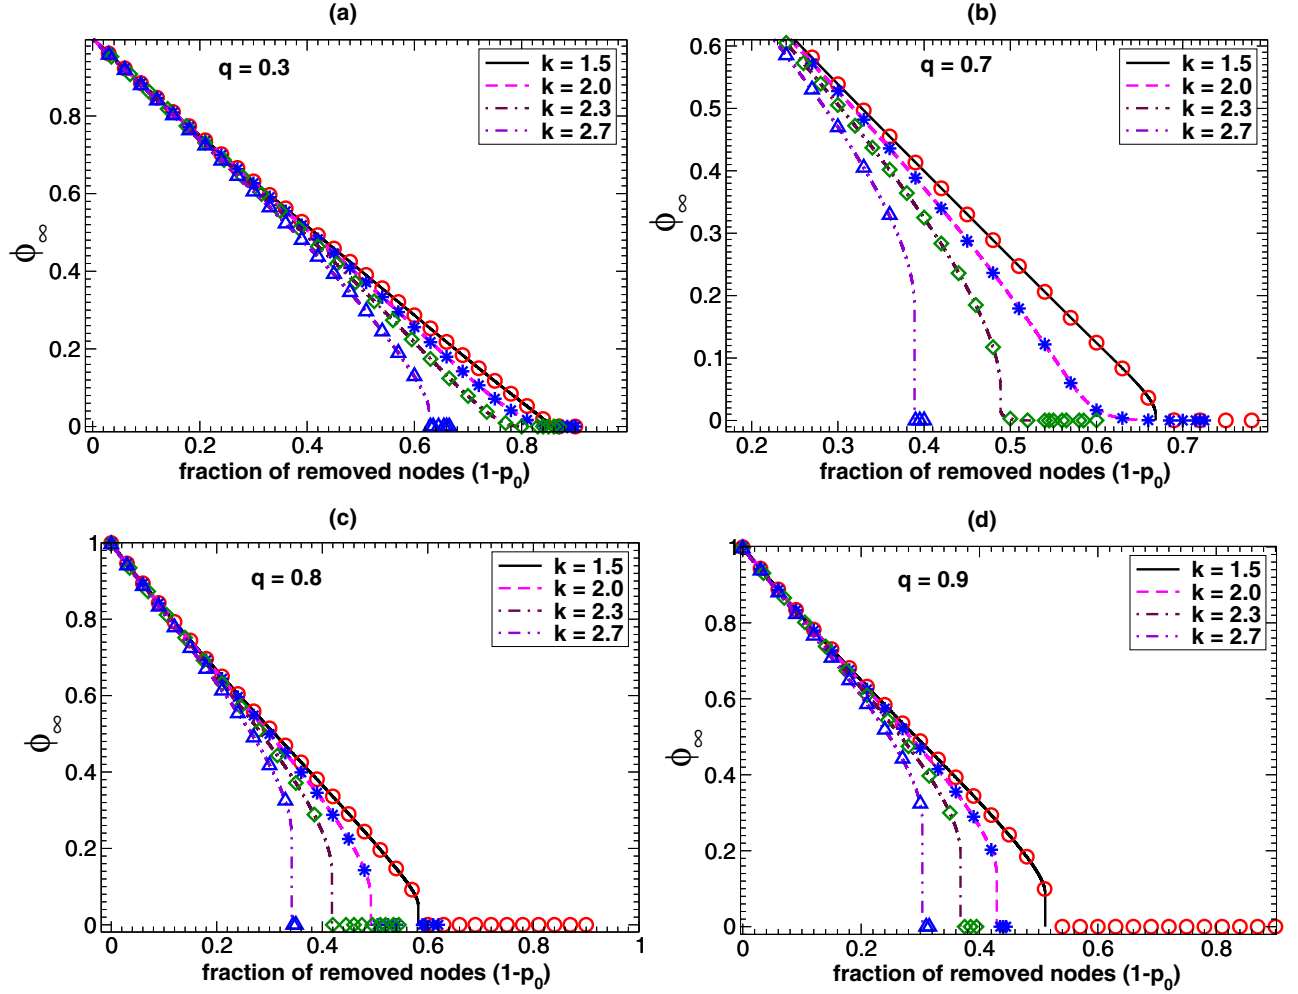 (a)
q = 0.3
k = 1.5
k = 2.0
k = 2.3
k = 2.7
ϕ∞
0.8
0.6
0.4
0.2
0
0 0.2 0.4 0.6 0.8
fraction of removed nodes (1-p0)
(b)
q = 0.7
k = 1.5
k = 2.0
k = 2.3
k = 2.7
ϕ∞
0.6
0.5
0.4
0.3
0.2
0.1
0
0.2 0.3 0.4 0.5 0.6 0.7
fraction of removed nodes (1-p0)
(c)
q = 0.8
k = 1.5
k = 2.0
k = 2.3
k = 2.7
ϕ∞
1
0.8
0.6
0.4
0.2
0
0 0.2 0.4 0.6 0.8 1
fraction of removed nodes (1-p0)
(d)
q = 0.9
k = 1.5
k = 2.0
k = 2.3
k = 2.7
ϕ∞
1
0.8
0.6
0.4
0.2
0
0 0.2 0.4 0.6 0.8
fraction of removed nodes (1-p0)